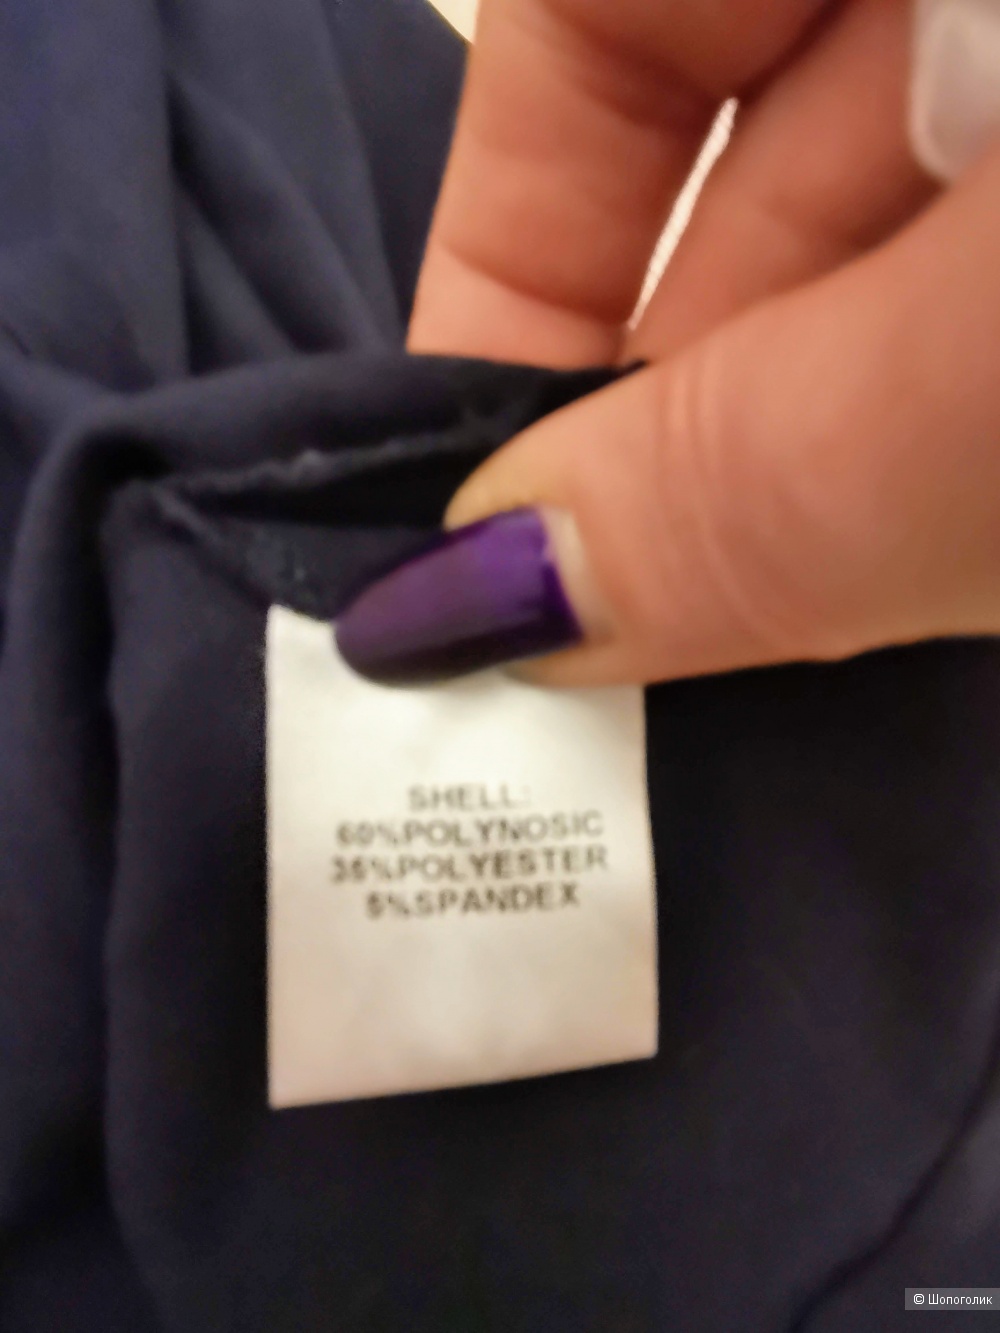 SHELL:
60%POLYNOSIC
35%POLYESTER
5%SPANDEX
© Шопоголик